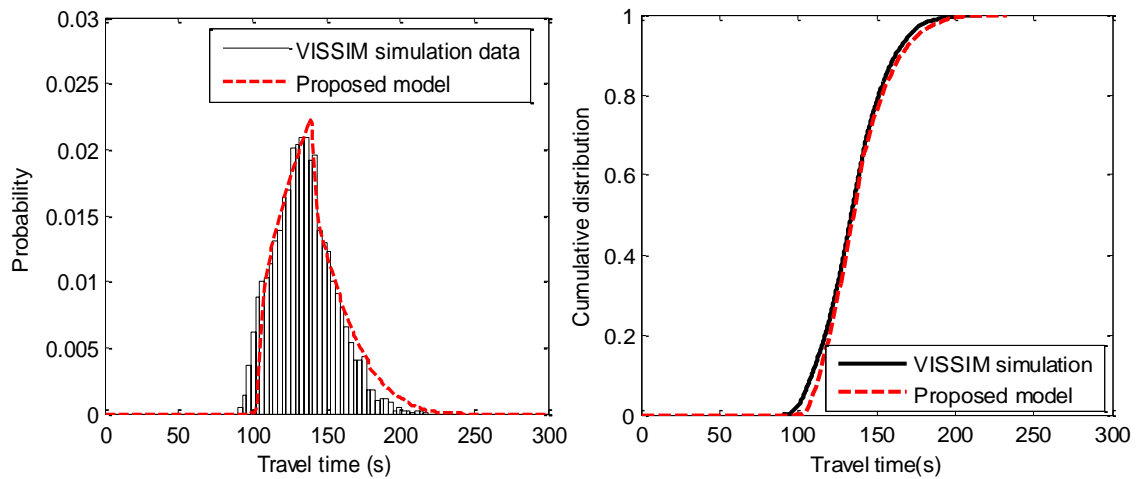 0.03
0.025
0.02
0.015
0.01
0.005
0
Probability
VISSIM simulation data
Proposed model
0 50 100 150 200 250 300
Travel time (s)
1
0.8
0.6
0.4
0.2
0
Cumulative distribution
VISSIM simulation
Proposed model
0 50 100 150 200 250 300
Travel time(s)